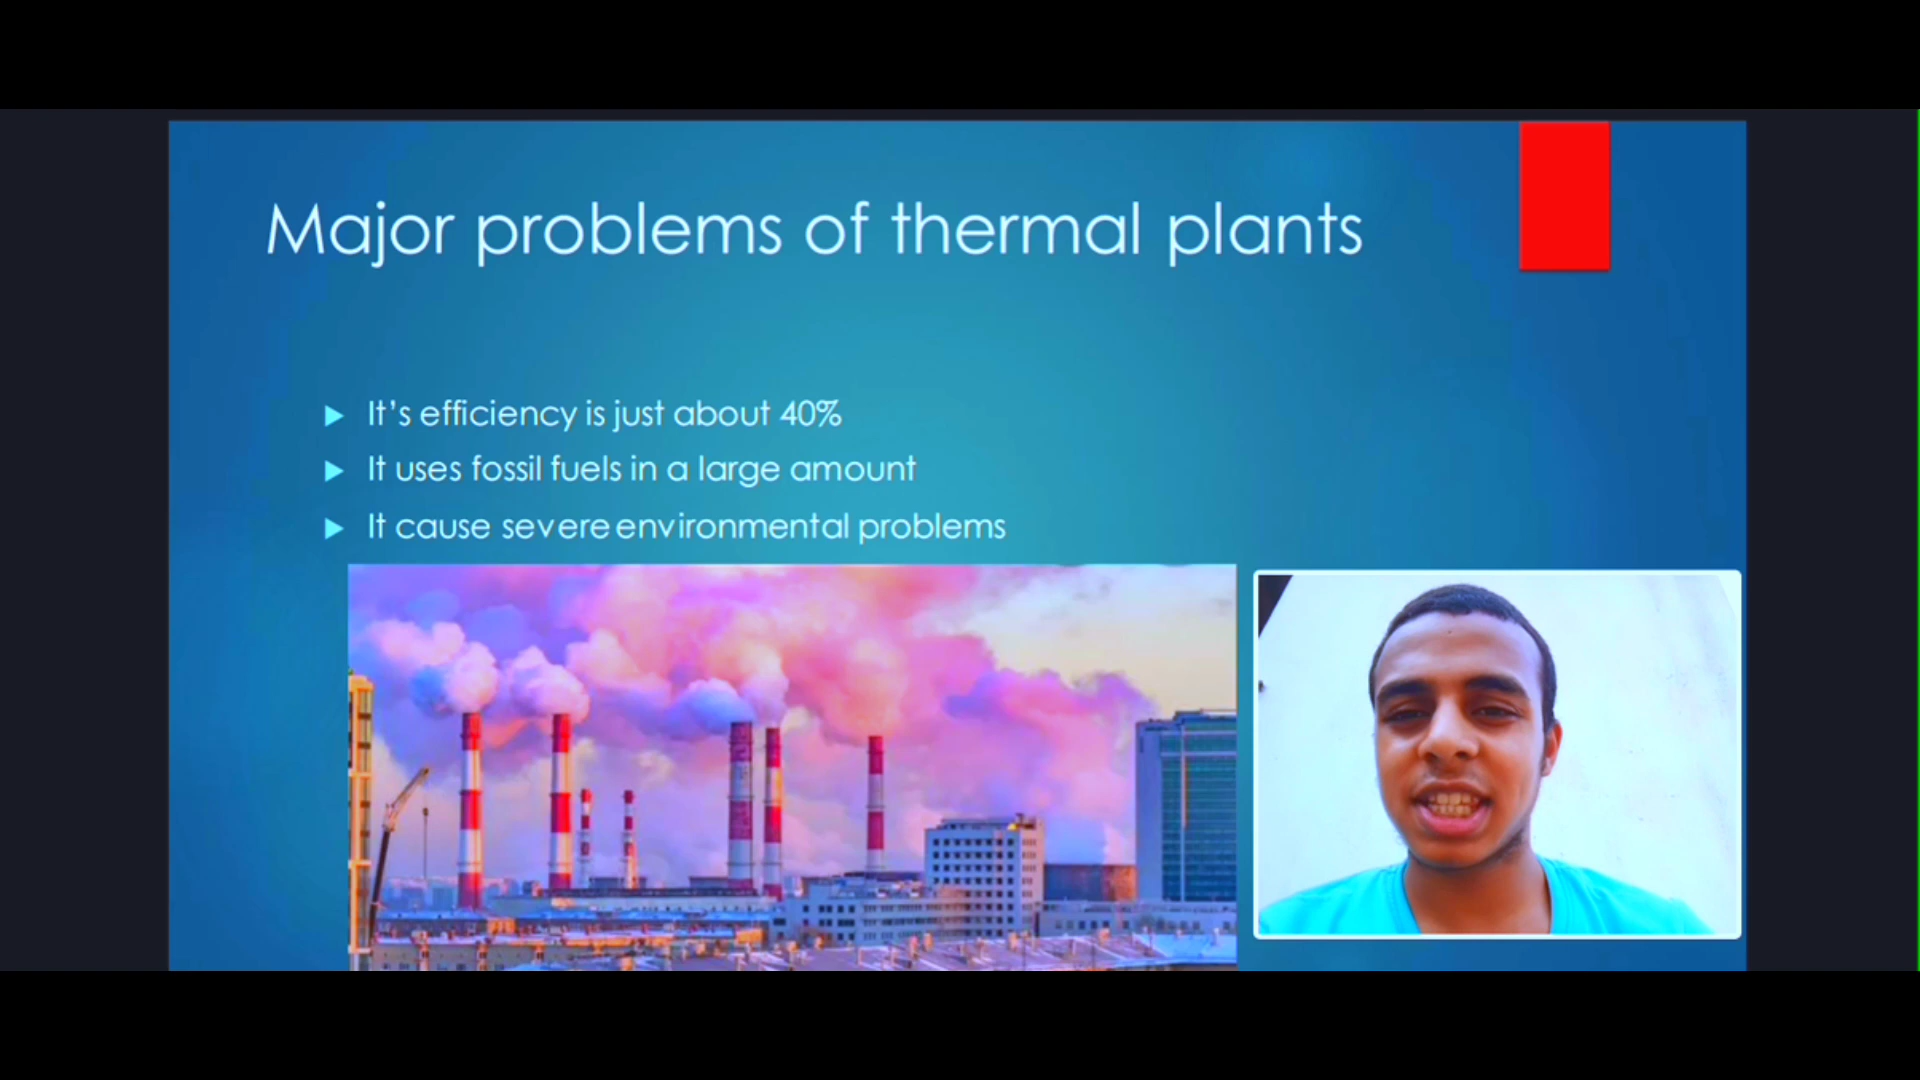 Major problems of thermal plants
It's efficiency is just about 40%
It uses fossil fuels in a large amount
It cause severe environmental problems